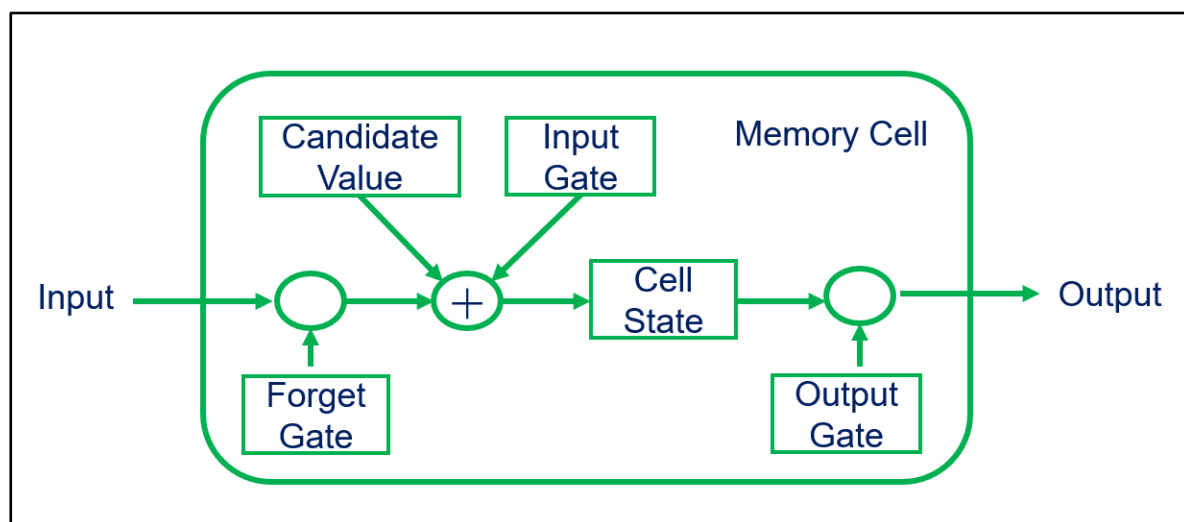 Candidate
Value
Input
Gate
Memory Cell
Input
+
Cell
State
Output
Forget
Gate
Output
Gate